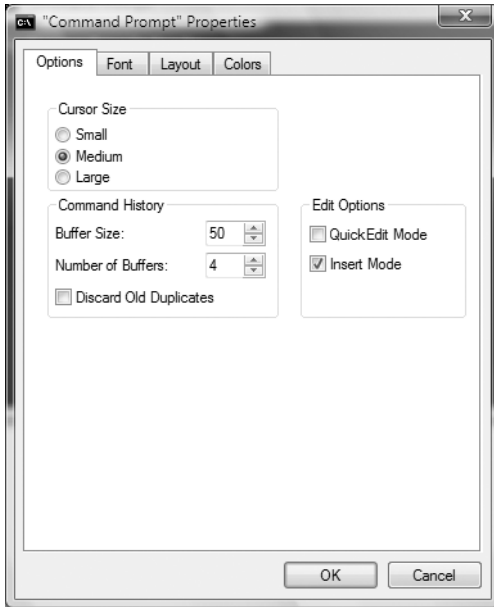 "Command Prompt" Properties
Options Font Layout Colors
Cursor Size
Small
Medium
Large
Command History
Buffer Size: 50
Number of Buffers: 4
Discard Old Duplicates
Edit Options
QuickEdit Mode
Insert Mode
OK Cancel